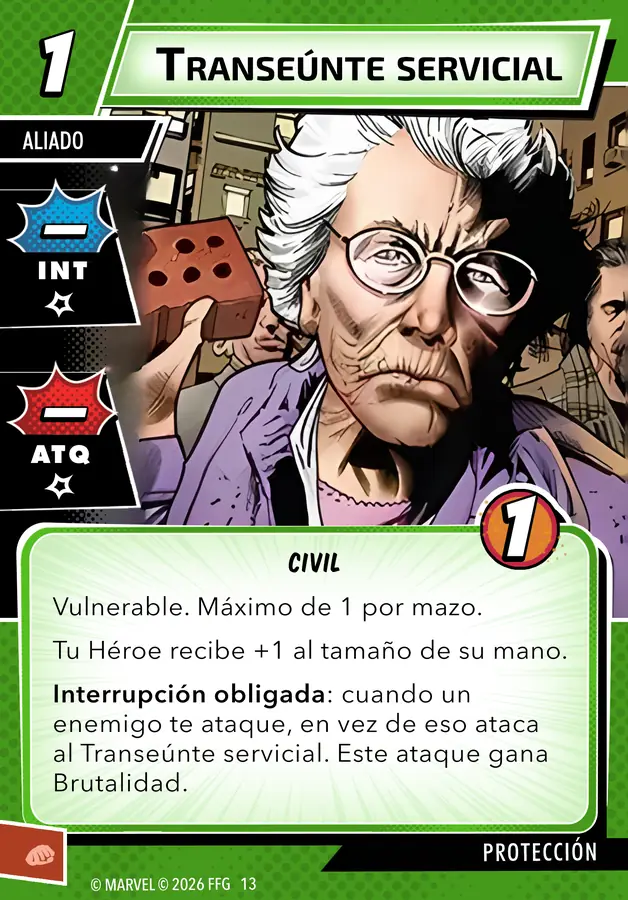 1
TRANSEÚNTE SERVICIAL
ALIADO
–
INT
–
ATQ
1
CIVIL
Vulnerable. Máximo de 1 por mazo.
Tu Héroe recibe +1 al tamaño de su mano.
Interrupción obligada: cuando un
enemigo te ataque, en vez de eso ataca
al Transeúnte servicial. Este ataque gana
Brutalidad.
PROTECCIÓN
© MARVEL © 2026 FFG 13